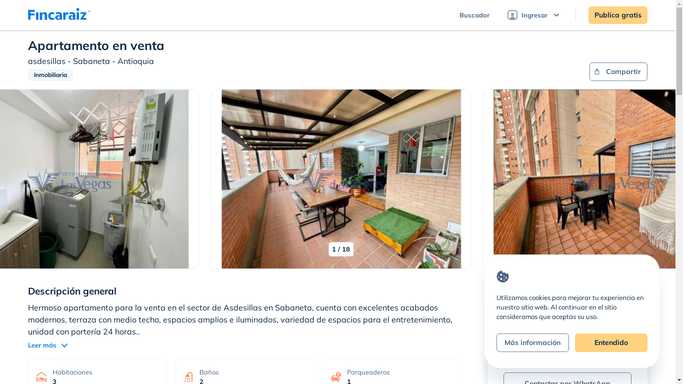 Fincaraiz
Buscador
Ingresar
Publica gratis
Apartamento en venta
asdesillas - Sabaneta - Antioquia
Inmobiliaria
Compartir
Las Vegas
Vegas
1 / 18
Descripción general
Hermoso apartamento para la venta en el sector de Asdesillas en Sabaneta, cuenta con excelentes acabados
modernos, terraza con medio techo, espacios amplios e iluminados, variedad de espacios para el entretenimiento,
unidad con portería 24 horas..
Leer más
Habitaciones
3
Baños
2
Parqueaderos
1
Utilizamos cookies para mejorar tu experiencia en
nuestro sitio web. Al continuar en el sitio
consideramos que aceptas su uso.
Más información
Entendido
Contactar por WhatsApp